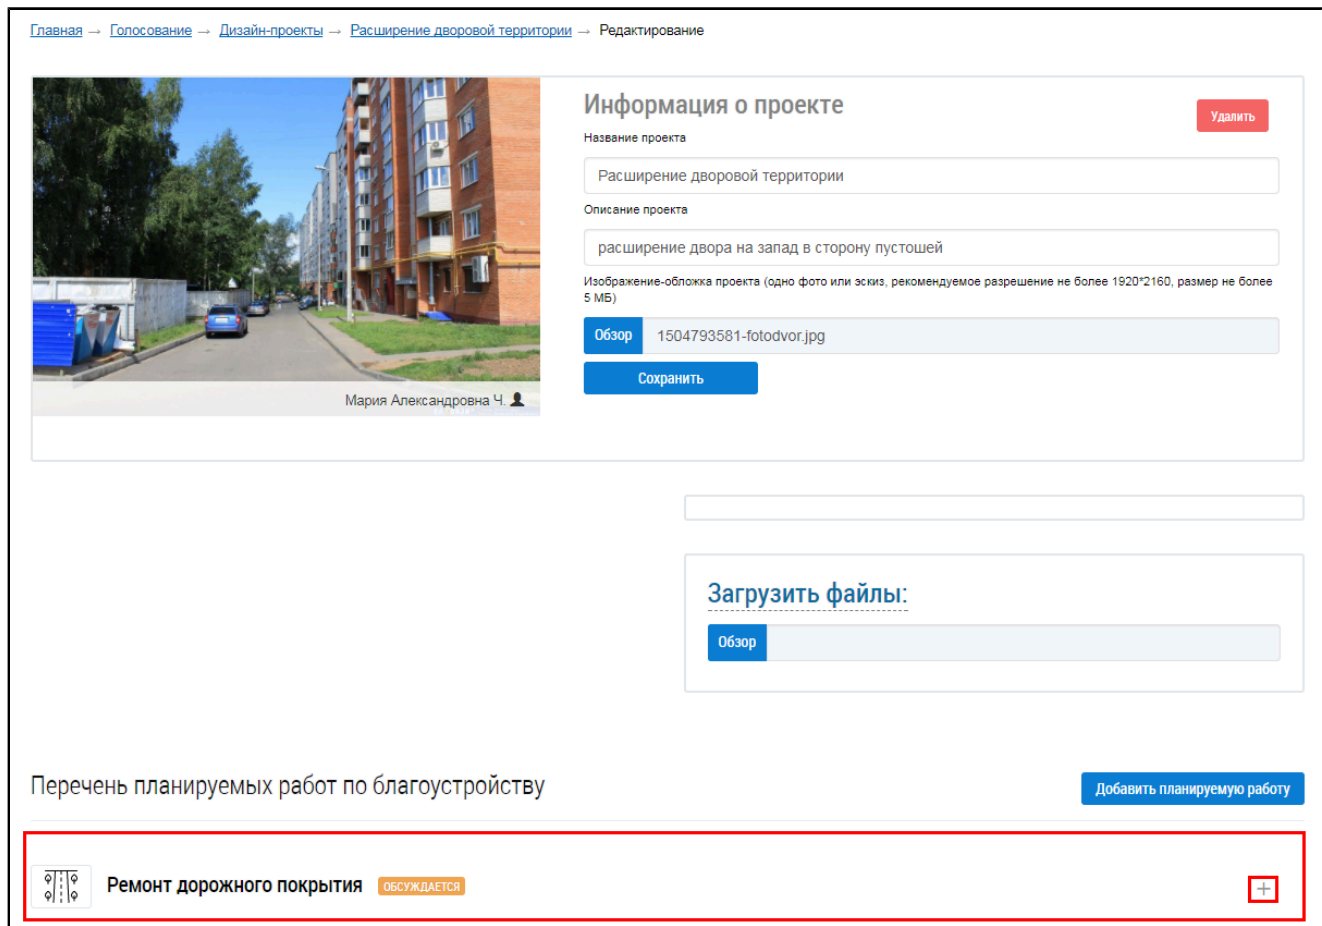 Главная → Голосование → Дизайн-проекты → Расширение дворовой территории → Редактирование
Информация о проекте
Удалить
Название проекта
Расширение дворовой территории
Описание проекта
расширение двора на запад в сторону пустошей
Изображение-обложка проекта (одно фото или эскиз, рекомендуемое разрешение не более 1920*2160, размер не более
5 МБ)
Обзор 1504793581-fotodvor.jpg
Сохранить
Мария Александровна Ч.
Загрузить файлы:
Обзор
Перечень планируемых работ по благоустройству
Добавить планируемую работу
Ремонт дорожного покрытия ОБСУЖДАЕТСЯ